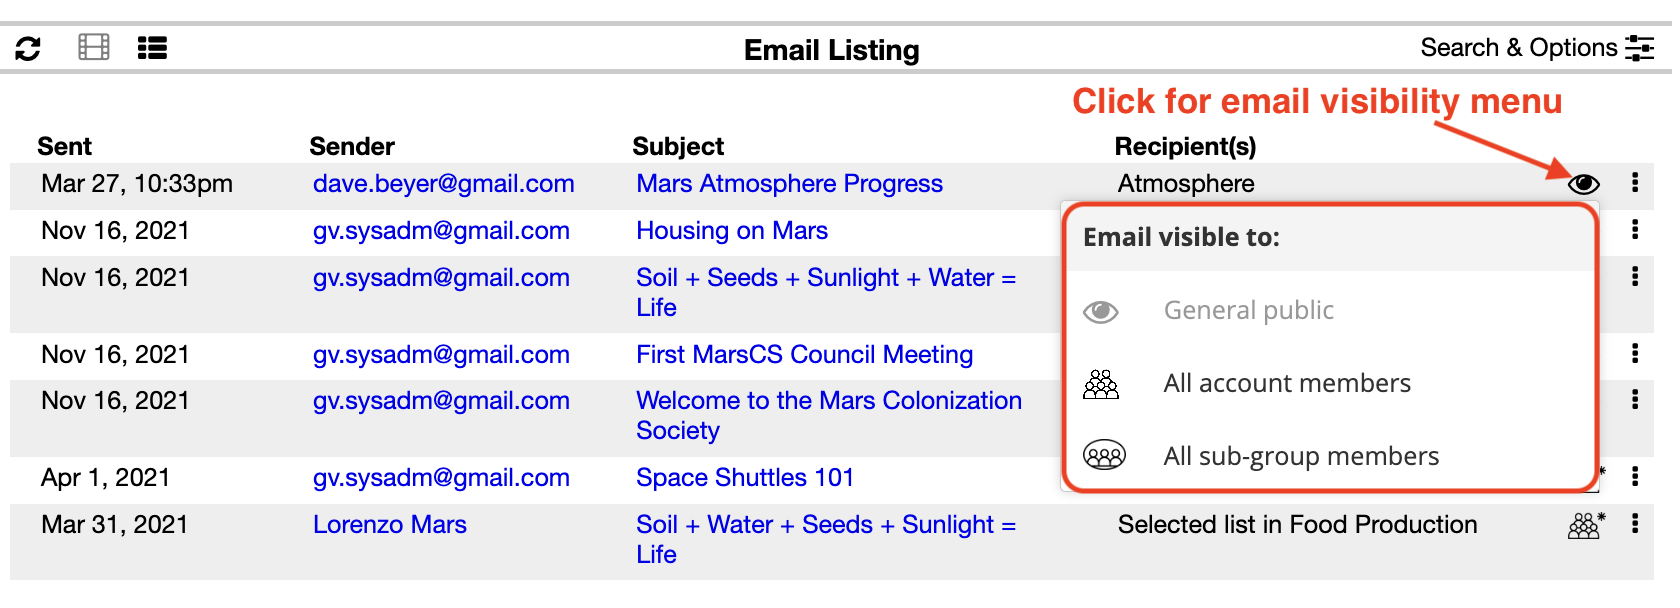 Email Listing
Search & Options
Click for email visibility menu
Sent Sender Subject Recipient(s)
Mar 27, 10:33pm dave.beyer@gmail.com Mars Atmosphere Progress Atmosphere
Nov 16, 2021 gv.sysadm@gmail.com Housing on Mars
Email visible to:
Nov 16, 2021 gv.sysadm@gmail.com Soil + Seeds + Sunlight + Water =
Life
General public
Nov 16, 2021 gv.sysadm@gmail.com First MarsCS Council Meeting
All account members
Nov 16, 2021 gv.sysadm@gmail.com Welcome to the Mars Colonization
Society
All sub-group members
Apr 1, 2021 gv.sysadm@gmail.com Space Shuttles 101 *
Mar 31, 2021 Lorenzo Mars Soil + Water + Seeds + Sunlight = Selected list in Food Production *
Life